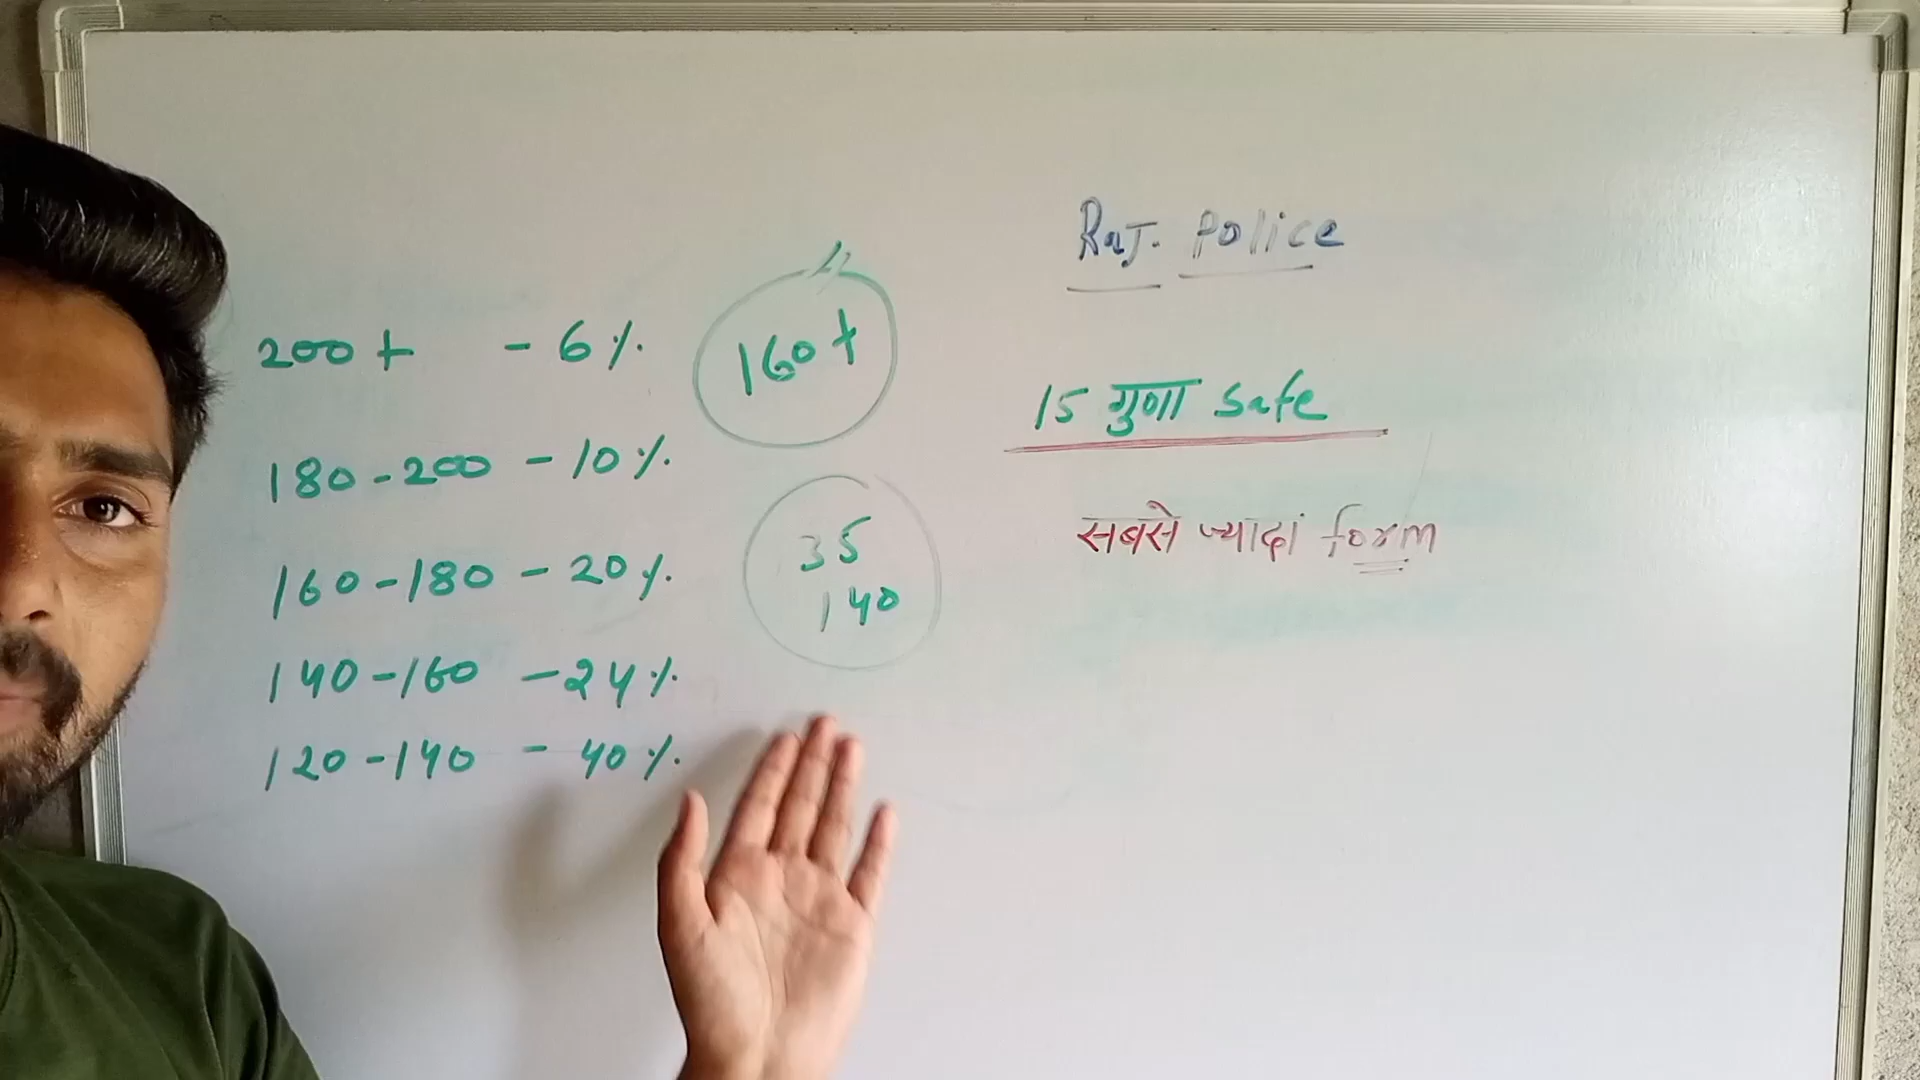 200+ - 6%
180-200 - 10%
160-180 - 20%
140-160 - 24%
120-140 - 40%
160+
35
140
Raj. Police
15 गुणा safe
सबसे ज्यादां form